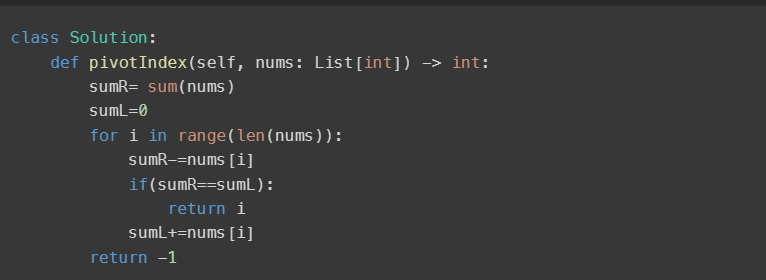 class Solution:
    def pivotIndex(self, nums: List[int]) -> int:
        sumR= sum(nums)
        sumL=0
        for i in range(len(nums)):
            sumR-=nums[i]
            if(sumR==sumL):
                return i
            sumL+=nums[i]
        return -1